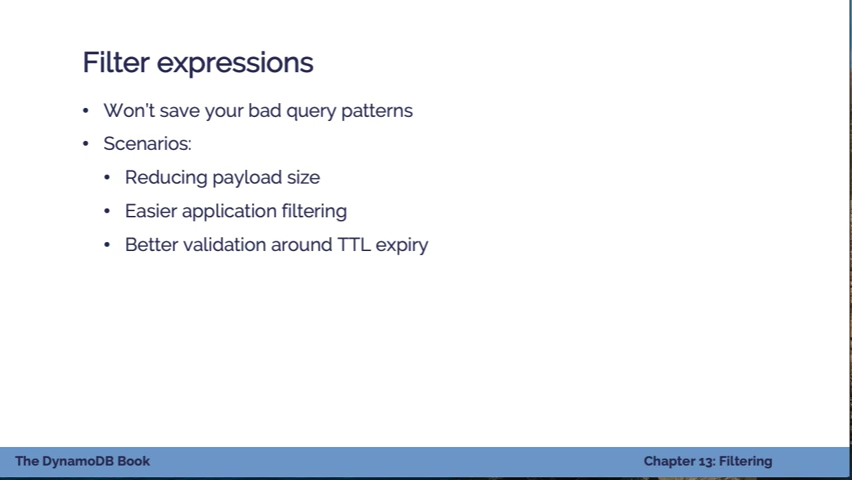 Filter expressions
• Won't save your bad query patterns
• Scenarios:
• Reducing payload size
• Easier application filtering
• Better validation around TTL expiry
The DynamoDB Book
Chapter 13: Filtering